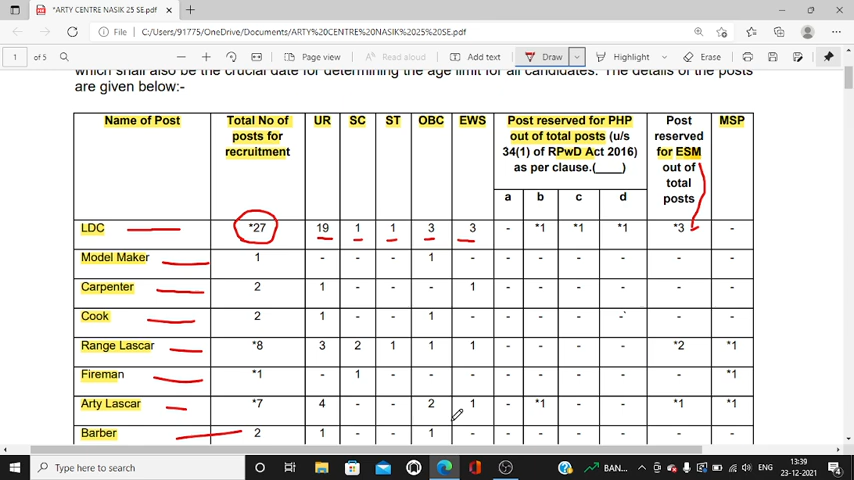 *ARTY CENTRE NASIK 25 SE.pdf
File | C:/Users/91775/OneDrive/Documents/ARTY%20CENTRE%20NASIK%2025%20SE.pdf
1 of 5 Page view Read aloud Add text Draw Highlight Erase
which shall also be the crucial date for determining the age limit for all candidates. The details of the posts
are given below:-
Name of Post Total No of posts for recruitment UR SC ST OBC EWS Post reserved for PHP out of total posts (u/s 34(1) of RPwD Act 2016) as per clause.(____) Post reserved for ESM out of total posts MSP
a b c d
LDC *27 19 1 1 3 3 - *1 *1 *1 *3 -
Model Maker 1 - - - 1 - - - - - - -
Carpenter 2 1 - - - 1 - - - - - -
Cook 2 1 - - 1 - - - - - - -
Range Lascar *8 3 2 1 1 1 - - - - *2 *1
Fireman *1 - 1 - - - - - - - - *1
Arty Lascar *7 4 - - 2 1 - *1 - - *1 *1
Barber 2 1 - - 1 - - - - - - -
Type here to search
BAN...
ENG
13:39
23-12-2021
4